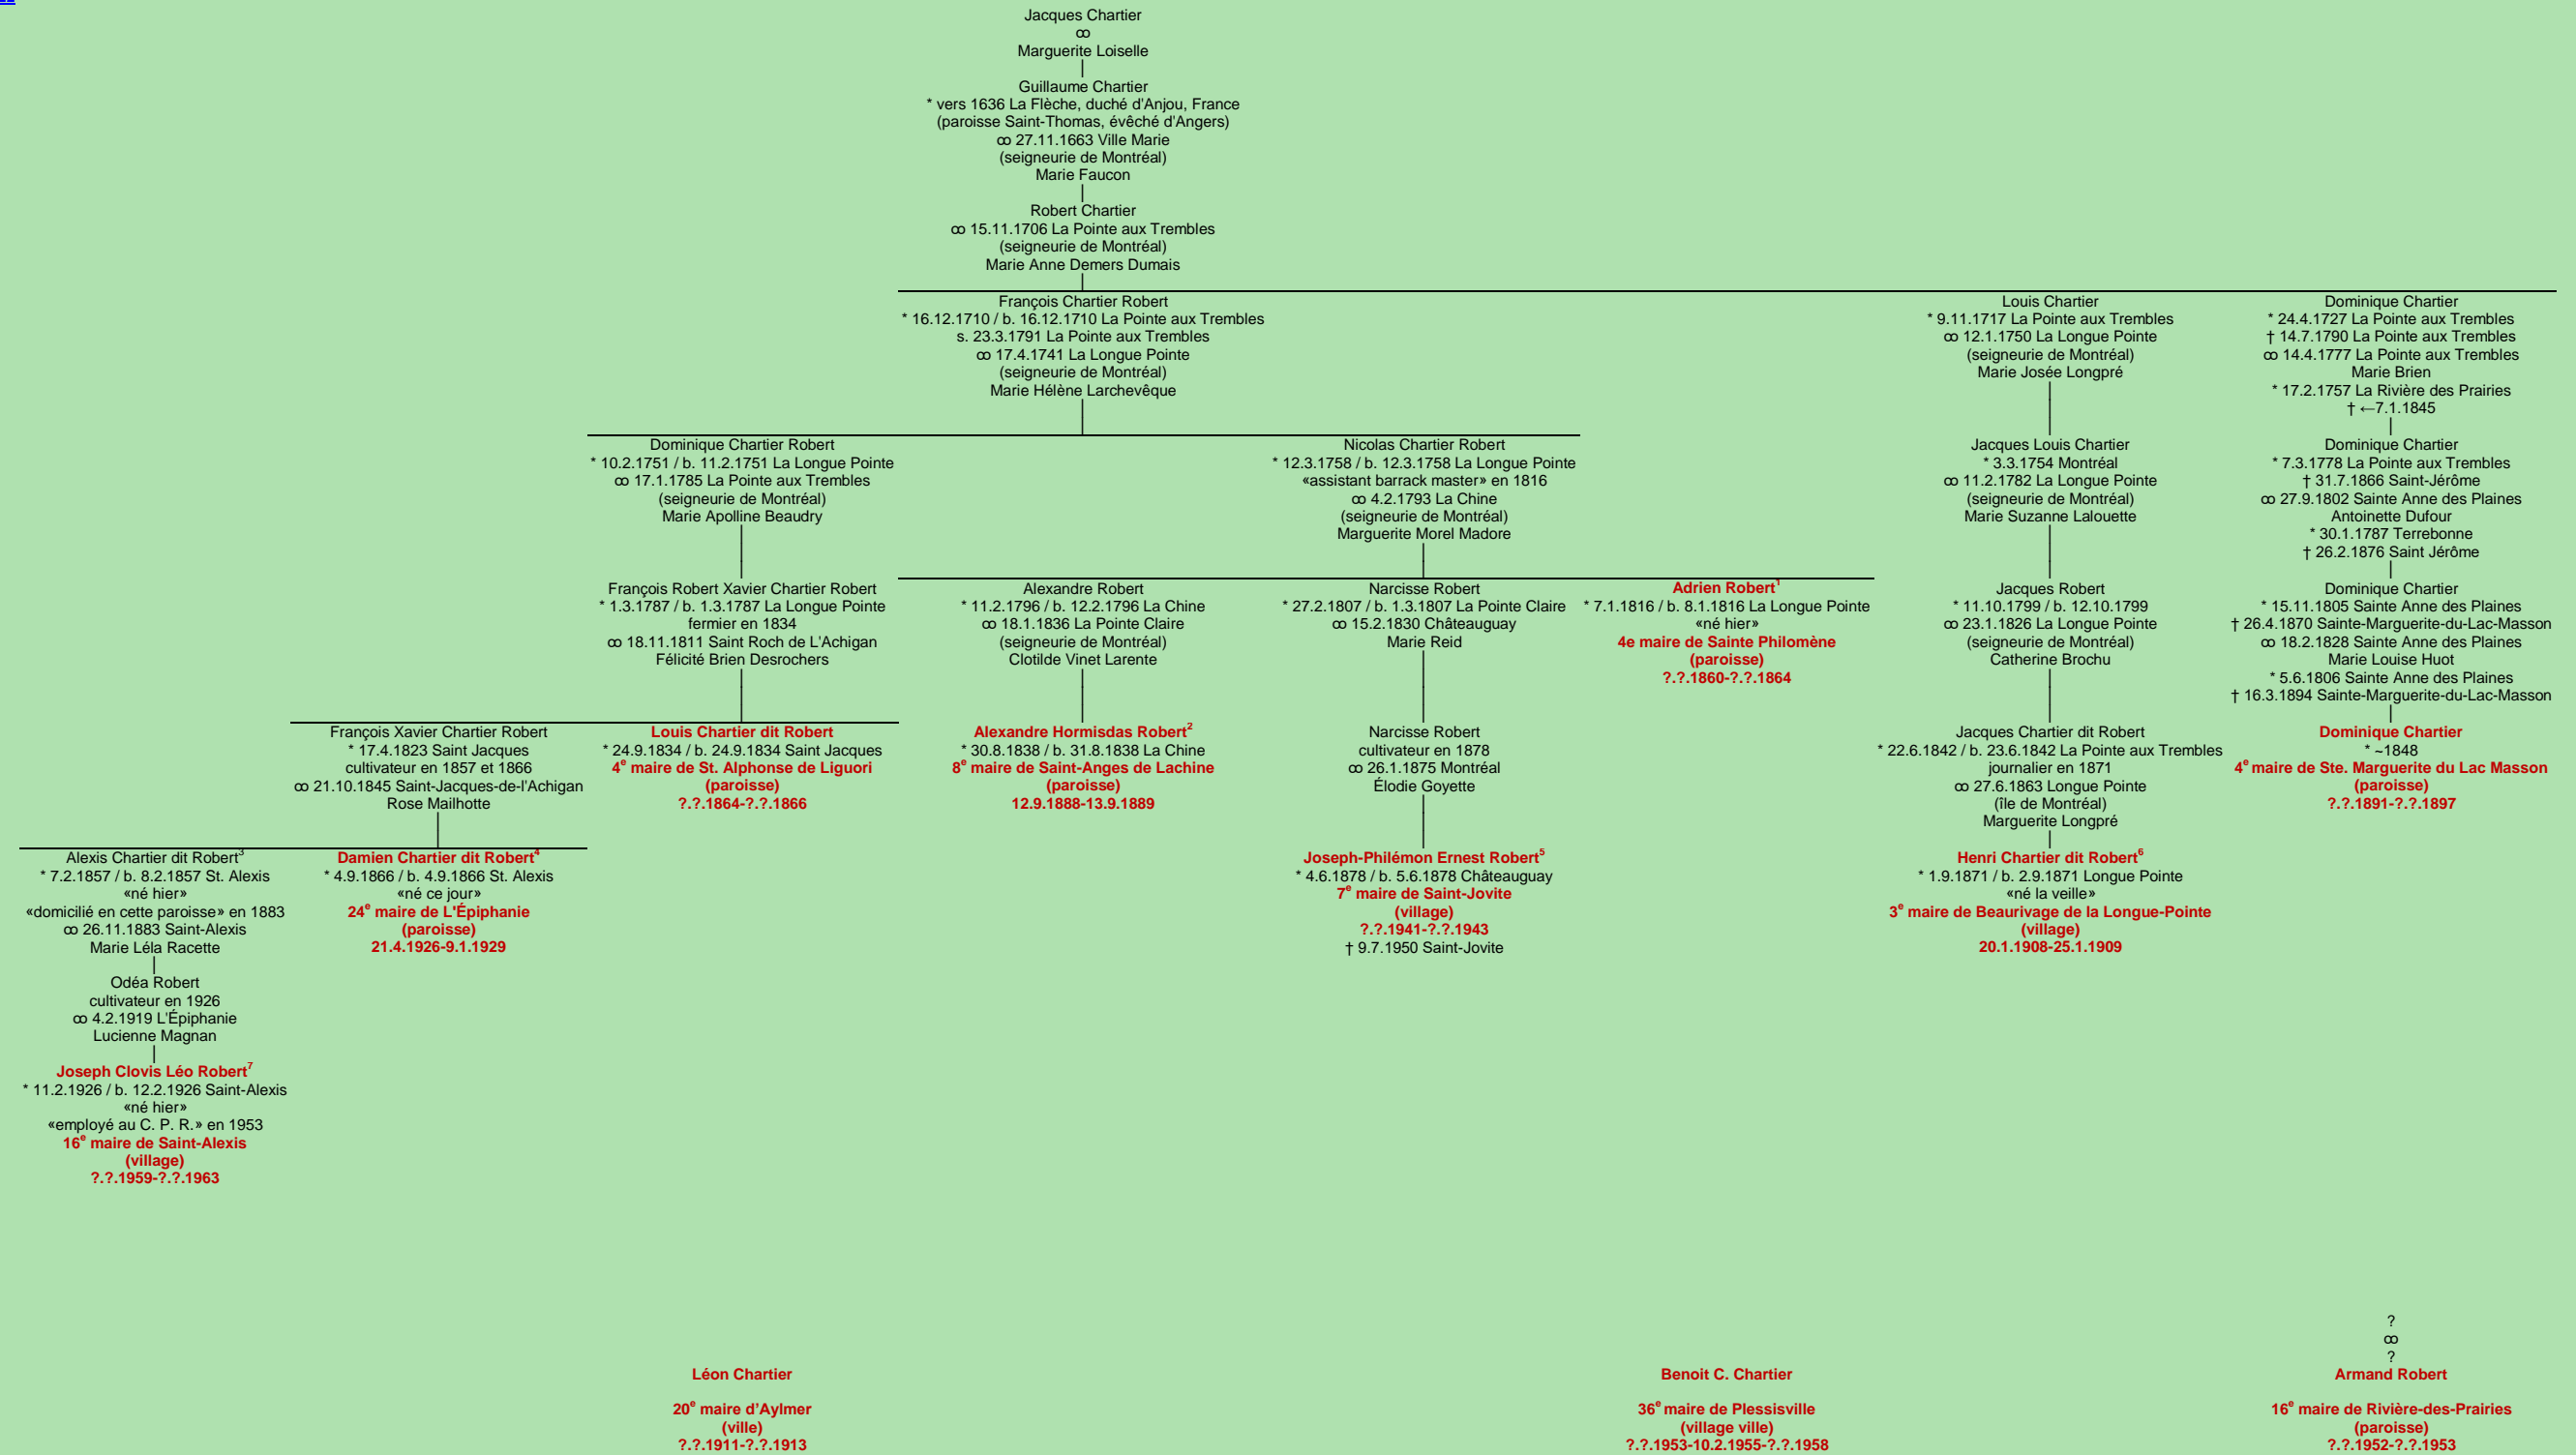 Jacques Chartier
ꝏ
Marguerite Loiselle
Guillaume Chartier
* vers 1636 La Flèche, duché d'Anjou, France
(paroisse Saint-Thomas, évêché d'Angers)
ꝏ 27.11.1663 Ville Marie
(seigneurie de Montréal)
Marie Faucon
Robert Chartier
ꝏ 15.11.1706 La Pointe aux Trembles
(seigneurie de Montréal)
Marie Anne Demers Dumais
François Chartier Robert
* 16.12.1710 / b. 16.12.1710 La Pointe aux Trembles
s. 23.3.1791 La Pointe aux Trembles
ꝏ 17.4.1741 La Longue Pointe
(seigneurie de Montréal)
Marie Hélène Larchevêque
Louis Chartier
* 9.11.1717 La Pointe aux Trembles
ꝏ 12.1.1750 La Longue Pointe
(seigneurie de Montréal)
Marie Josée Longpré
Dominique Chartier
* 24.4.1727 La Pointe aux Trembles
† 14.7.1790 La Pointe aux Trembles
ꝏ 14.4.1777 La Pointe aux Trembles
Marie Brien
* 17.2.1757 La Rivière des Prairies
† ←7.1.1845
Dominique Chartier Robert
* 10.2.1751 / b. 11.2.1751 La Longue Pointe
ꝏ 17.1.1785 La Pointe aux Trembles
(seigneurie de Montréal)
Marie Apolline Beaudry
Nicolas Chartier Robert
* 12.3.1758 / b. 12.3.1758 La Longue Pointe
«assistant barrack master» en 1816
ꝏ 4.2.1793 La Chine
(seigneurie de Montréal)
Marguerite Morel Madore
Jacques Louis Chartier
* 3.3.1754 Montréal
ꝏ 11.2.1782 La Longue Pointe
(seigneurie de Montréal)
Marie Suzanne Lalouette
Dominique Chartier
* 7.3.1778 La Pointe aux Trembles
† 31.7.1866 Saint-Jérôme
ꝏ 27.9.1802 Sainte Anne des Plaines
Antoinette Dufour
* 30.1.1787 Terrebonne
† 26.2.1876 Saint Jérôme
François Robert Xavier Chartier Robert
* 1.3.1787 / b. 1.3.1787 La Longue Pointe
fermier en 1834
ꝏ 18.11.1811 Saint Roch de L'Achigan
Félicité Brien Desrochers
Alexandre Robert
* 11.2.1796 / b. 12.2.1796 La Chine
ꝏ 18.1.1836 La Pointe Claire
(seigneurie de Montréal)
Clotilde Vinet Larente
Narcisse Robert
* 27.2.1807 / b. 1.3.1807 La Pointe Claire
ꝏ 15.2.1830 Châteauguay
Marie Reid
Adrien Robert¹
* 7.1.1816 / b. 8.1.1816 La Longue Pointe
«né hier»
4e maire de Sainte Philomène
(paroisse)
?.?.1860-?.?.1864
Jacques Robert
* 11.10.1799 / b. 12.10.1799
ꝏ 23.1.1826 La Longue Pointe
(seigneurie de Montréal)
Catherine Brochu
Dominique Chartier
* 15.11.1805 Sainte Anne des Plaines
† 26.4.1870 Sainte-Marguerite-du-Lac-Masson
ꝏ 18.2.1828 Sainte Anne des Plaines
Marie Louise Huot
* 5.6.1806 Sainte Anne des Plaines
† 16.3.1894 Sainte-Marguerite-du-Lac-Masson
François Xavier Chartier Robert
* 17.4.1823 Saint Jacques
cultivateur en 1857 et 1866
ꝏ 21.10.1845 Saint-Jacques-de-l'Achigan
Rose Mailhotte
Louis Chartier dit Robert
* 24.9.1834 / b. 24.9.1834 Saint Jacques
4ᵉ maire de St. Alphonse de Liguori
(paroisse)
?.?.1864-?.?.1866
Alexandre Hormisdas Robert²
* 30.8.1838 / b. 31.8.1838 La Chine
8ᵉ maire de Saint-Anges de Lachine
(paroisse)
12.9.1888-13.9.1889
Narcisse Robert
cultivateur en 1878
ꝏ 26.1.1875 Montréal
Élodie Goyette
Jacques Chartier dit Robert
* 22.6.1842 / b. 23.6.1842 La Pointe aux Trembles
journalier en 1871
ꝏ 27.6.1863 Longue Pointe
(île de Montréal)
Marguerite Longpré
Dominique Chartier
* ~1848
4ᵉ maire de Ste. Marguerite du Lac Masson
(paroisse)
?.?.1891-?.?.1897
Alexis Chartier dit Robert³
* 7.2.1857 / b. 8.2.1857 St. Alexis
«né hier»
«domicilié en cette paroisse» en 1883
ꝏ 26.11.1883 Saint-Alexis
Marie Léla Racette
Damien Chartier dit Robert⁴
* 4.9.1866 / b. 4.9.1866 St. Alexis
«né ce jour»
24ᵉ maire de L'Épiphanie
(paroisse)
21.4.1926-9.1.1929
Joseph-Philémon Ernest Robert⁵
* 4.6.1878 / b. 5.6.1878 Châteauguay
7ᵉ maire de Saint-Jovite
(village)
?.?.1941-?.?.1943
† 9.7.1950 Saint-Jovite
Henri Chartier dit Robert⁶
* 1.9.1871 / b. 2.9.1871 Longue Pointe
«né la veille»
3ᵉ maire de Beaurivage de la Longue-Pointe
(village)
20.1.1908-25.1.1909
Odéa Robert
cultivateur en 1926
ꝏ 4.2.1919 L'Épiphanie
Lucienne Magnan
Joseph Clovis Léo Robert⁷
* 11.2.1926 / b. 12.2.1926 Saint-Alexis
«né hier»
«employé au C. P. R.» en 1953
16ᵉ maire de Saint-Alexis
(village)
?.?.1959-?.?.1963
Léon Chartier
20ᵉ maire d’Aylmer
(ville)
?.?.1911-?.?.1913
Benoit C. Chartier
36ᵉ maire de Plessisville
(village ville)
?.?.1953-10.2.1955-?.?.1958
?
ꝏ
?
Armand Robert
16ᵉ maire de Rivière-des-Prairies
(paroisse)
?.?.1952-?.?.1953